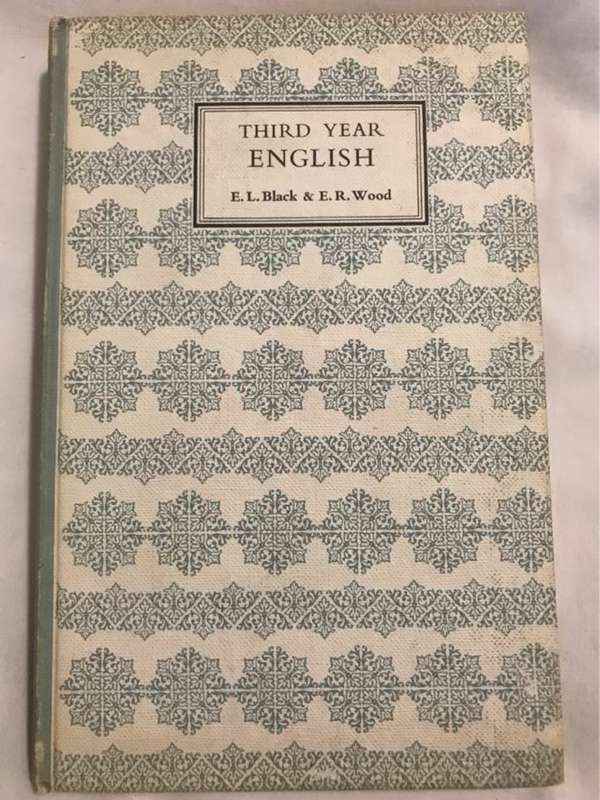 THIRD YEAR
ENGLISH
E. L. Black & E. R. Wood